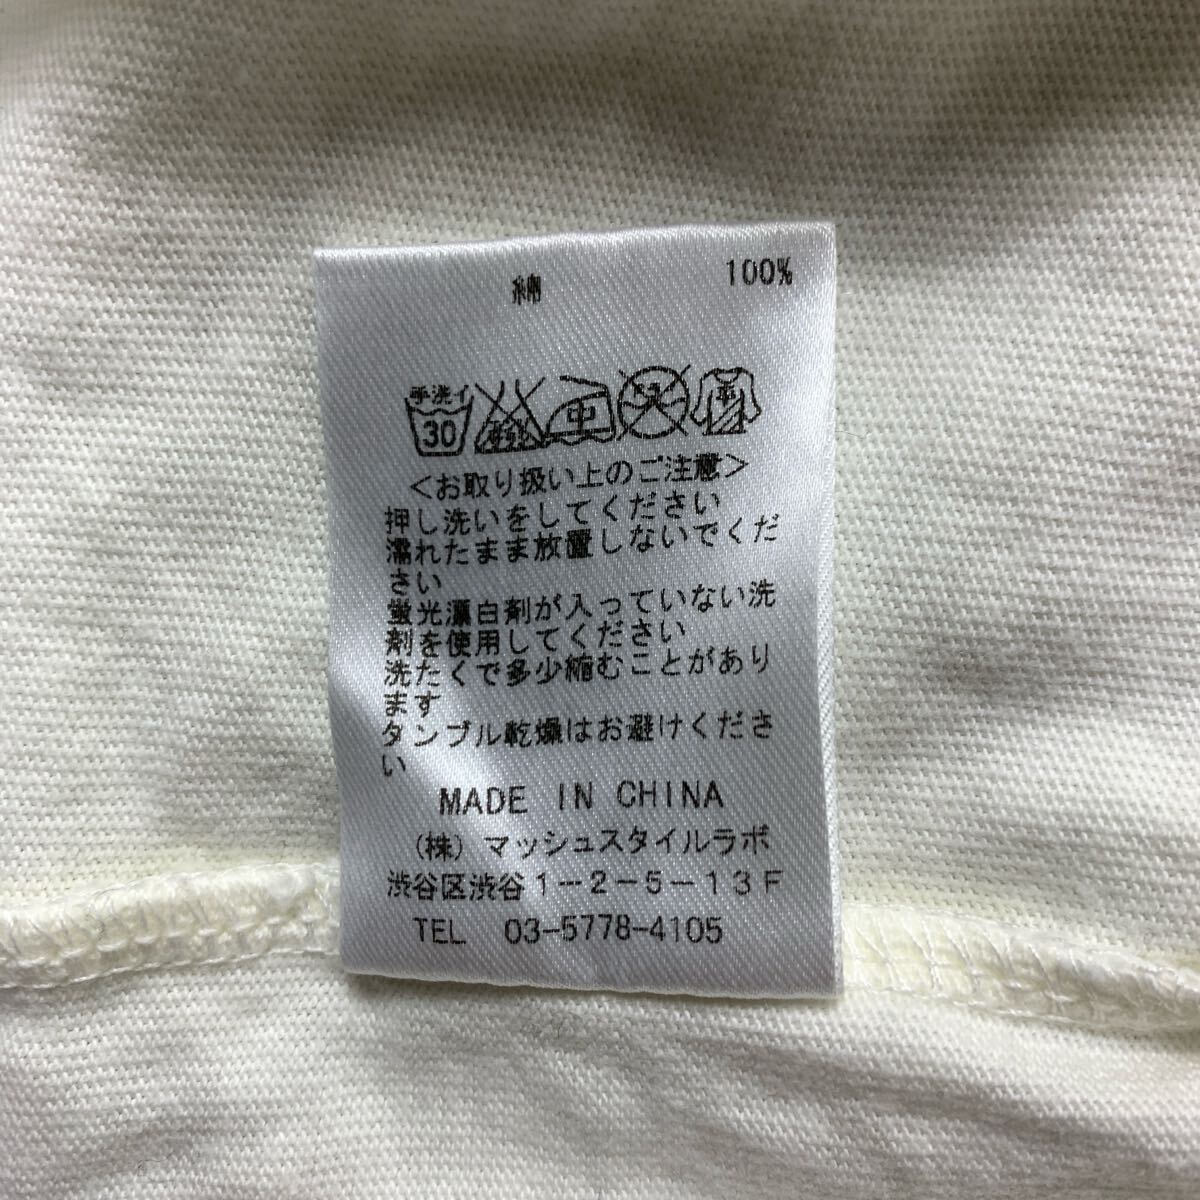 綿 100%
手洗イ
30 中
<お取り扱い上のご注意>
押し洗いをしてください
濡れたまま放置しないでくだ
さい
蛍光漂白剤が入っていない洗
剤を使用してください
洗たくで多少縮むことがあり
ます
タンブル乾燥はお避けくださ
い
MADE IN CHINA
(株) マッシュスタイルラボ
渋谷区渋谷1-2-5-13F
TEL 03-5778-4105